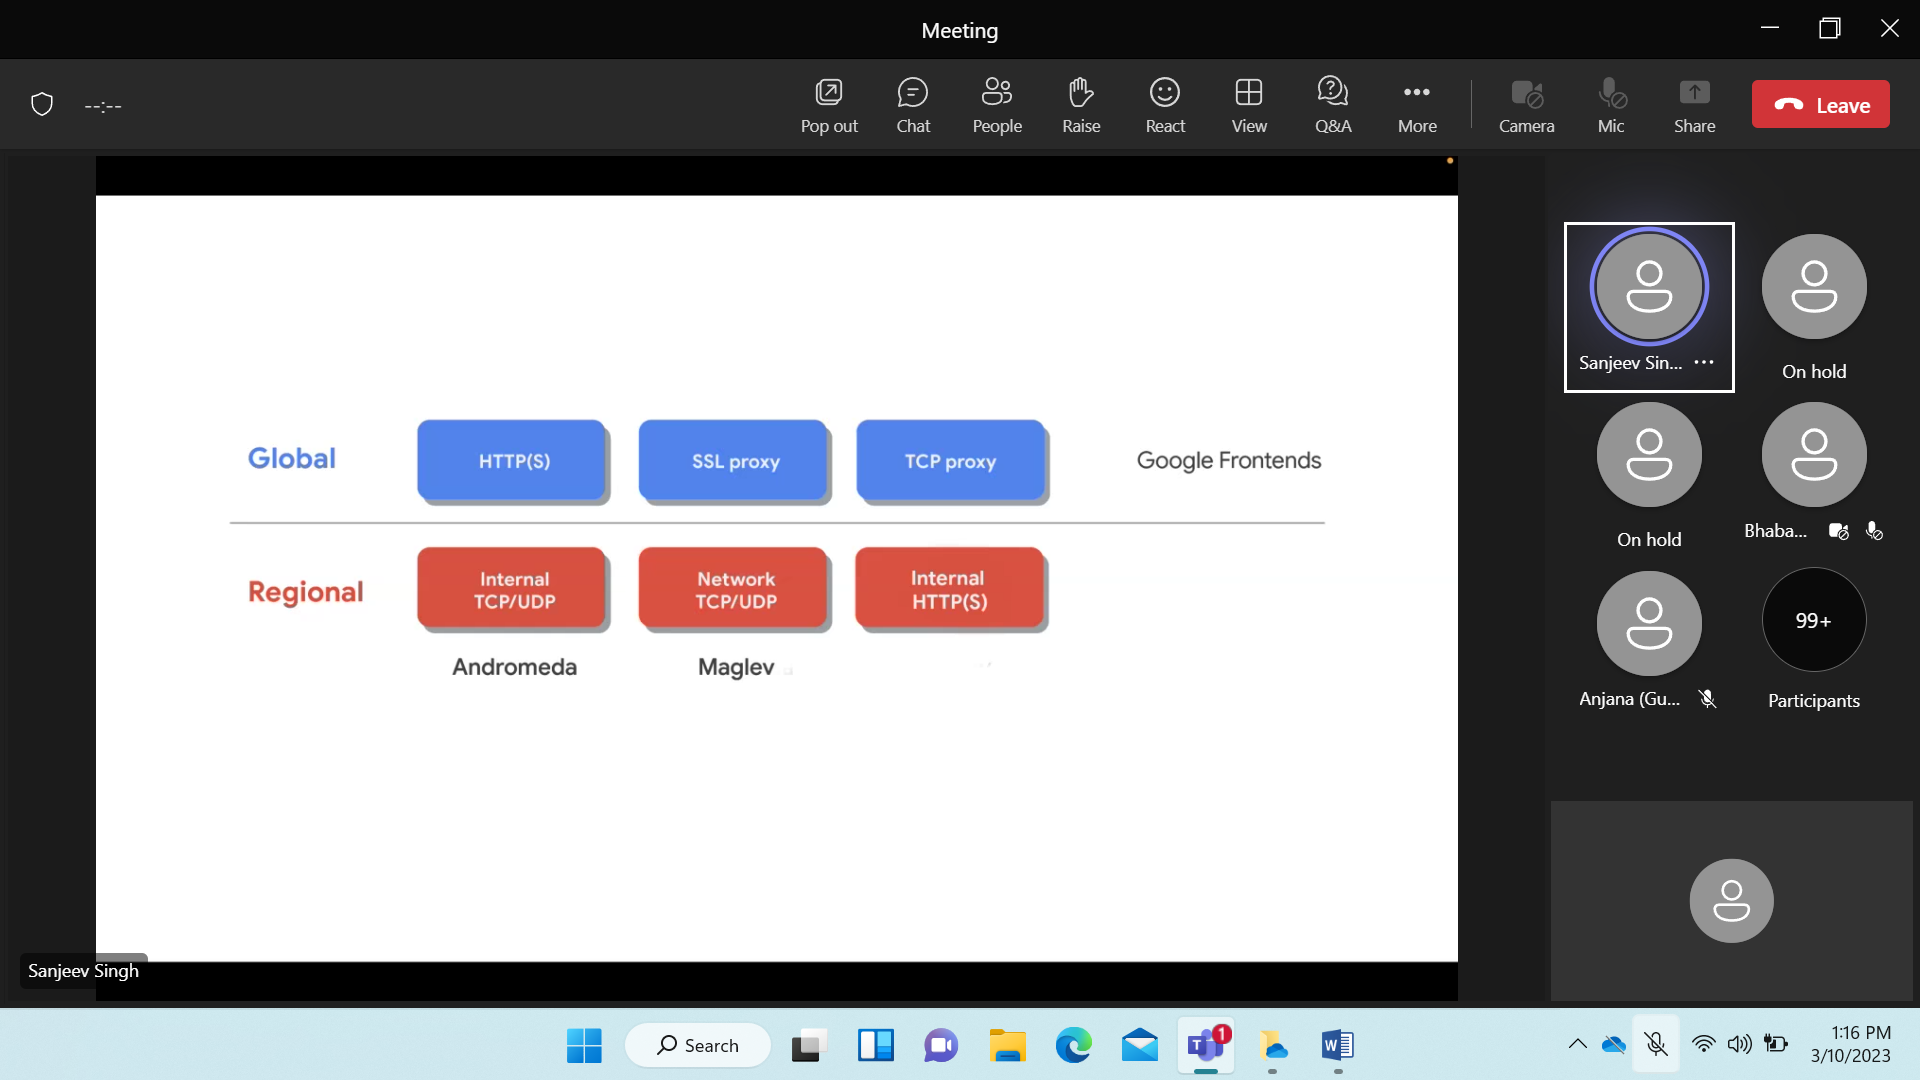 Meeting
--:--
Pop out
Chat
People
Raise
React
View
Q&A
More
Camera
Mic
Share
Leave
Global
HTTP(S)
SSL proxy
TCP proxy
Google Frontends
Regional
Internal
TCP/UDP
Network
TCP/UDP
Internal
HTTP(S)
Andromeda
Maglev
Sanjeev Sin...
On hold
On hold
Bhaba...
Anjana (Gu...
99+
Participants
Sanjeev Singh
Search
1
T
W
1:16 PM
3/10/2023